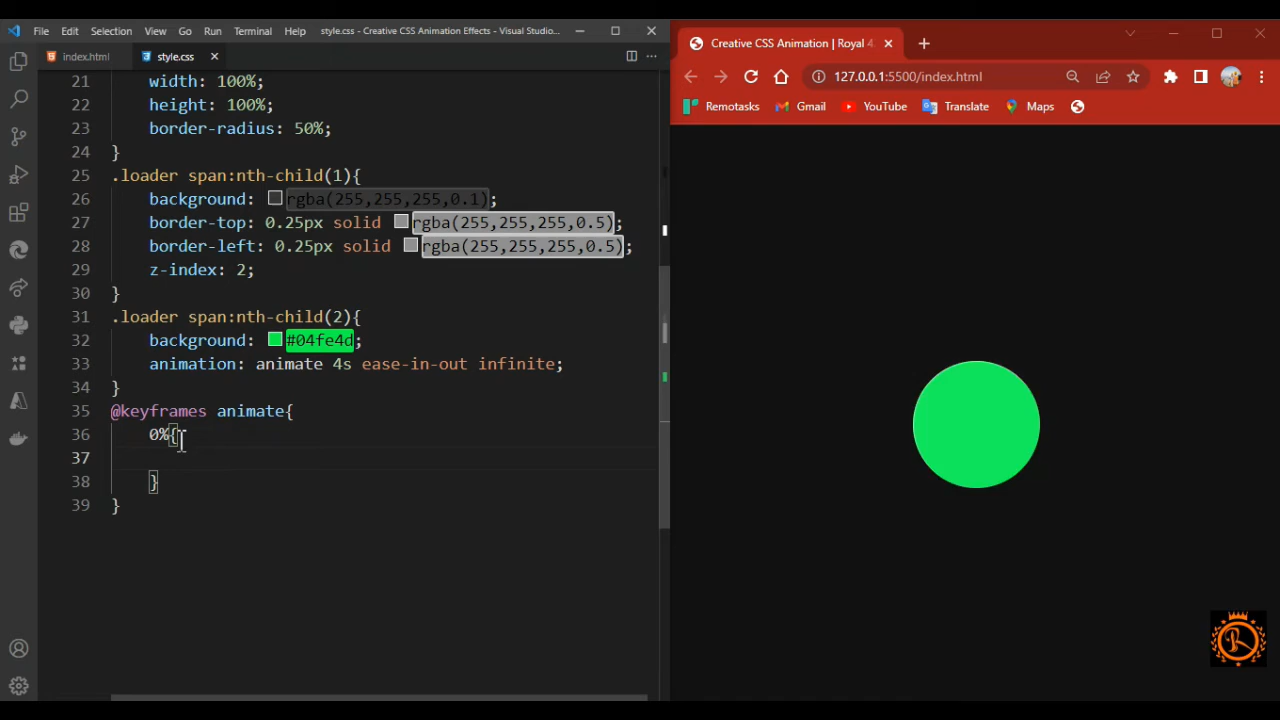 File Edit Selection View Go Run Terminal Help style.css - Creative CSS Animation Effects - Visual Studio...
index.html style.css
21 width: 100%;
22 height: 100%;
23 border-radius: 50%;
24 }
25 .loader span:nth-child(1){
26 background: rgba(255,255,255,0.1);
27 border-top: 0.25px solid rgba(255,255,255,0.5);
28 border-left: 0.25px solid rgba(255,255,255,0.5);
29 z-index: 2;
30 }
31 .loader span:nth-child(2){
32 background: #04fe4d;
33 animation: animate 4s ease-in-out infinite;
34 }
35 @keyframes animate{
36 0%{
37
38 }
39 }
Creative CSS Animation | Royal 4
127.0.0.1:5500/index.html
Remotasks Gmail YouTube Translate Maps